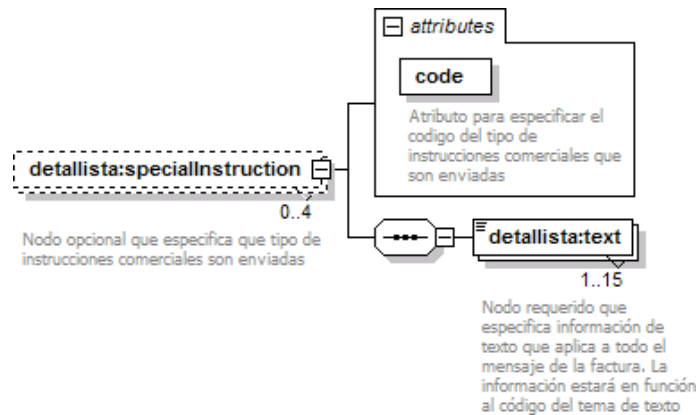 attributes
code
Atributo para especificar el
codigo del tipo de
instrucciones comerciales que
son enviadas
detallista:specialInstruction
0..4
Nodo opcional que especifica que tipo de
instrucciones comerciales son enviadas
detallista:text
1..15
Nodo requerido que
especifica información de
texto que aplica a todo el
mensaje de la factura. La
información estará en función
al código del tema de texto